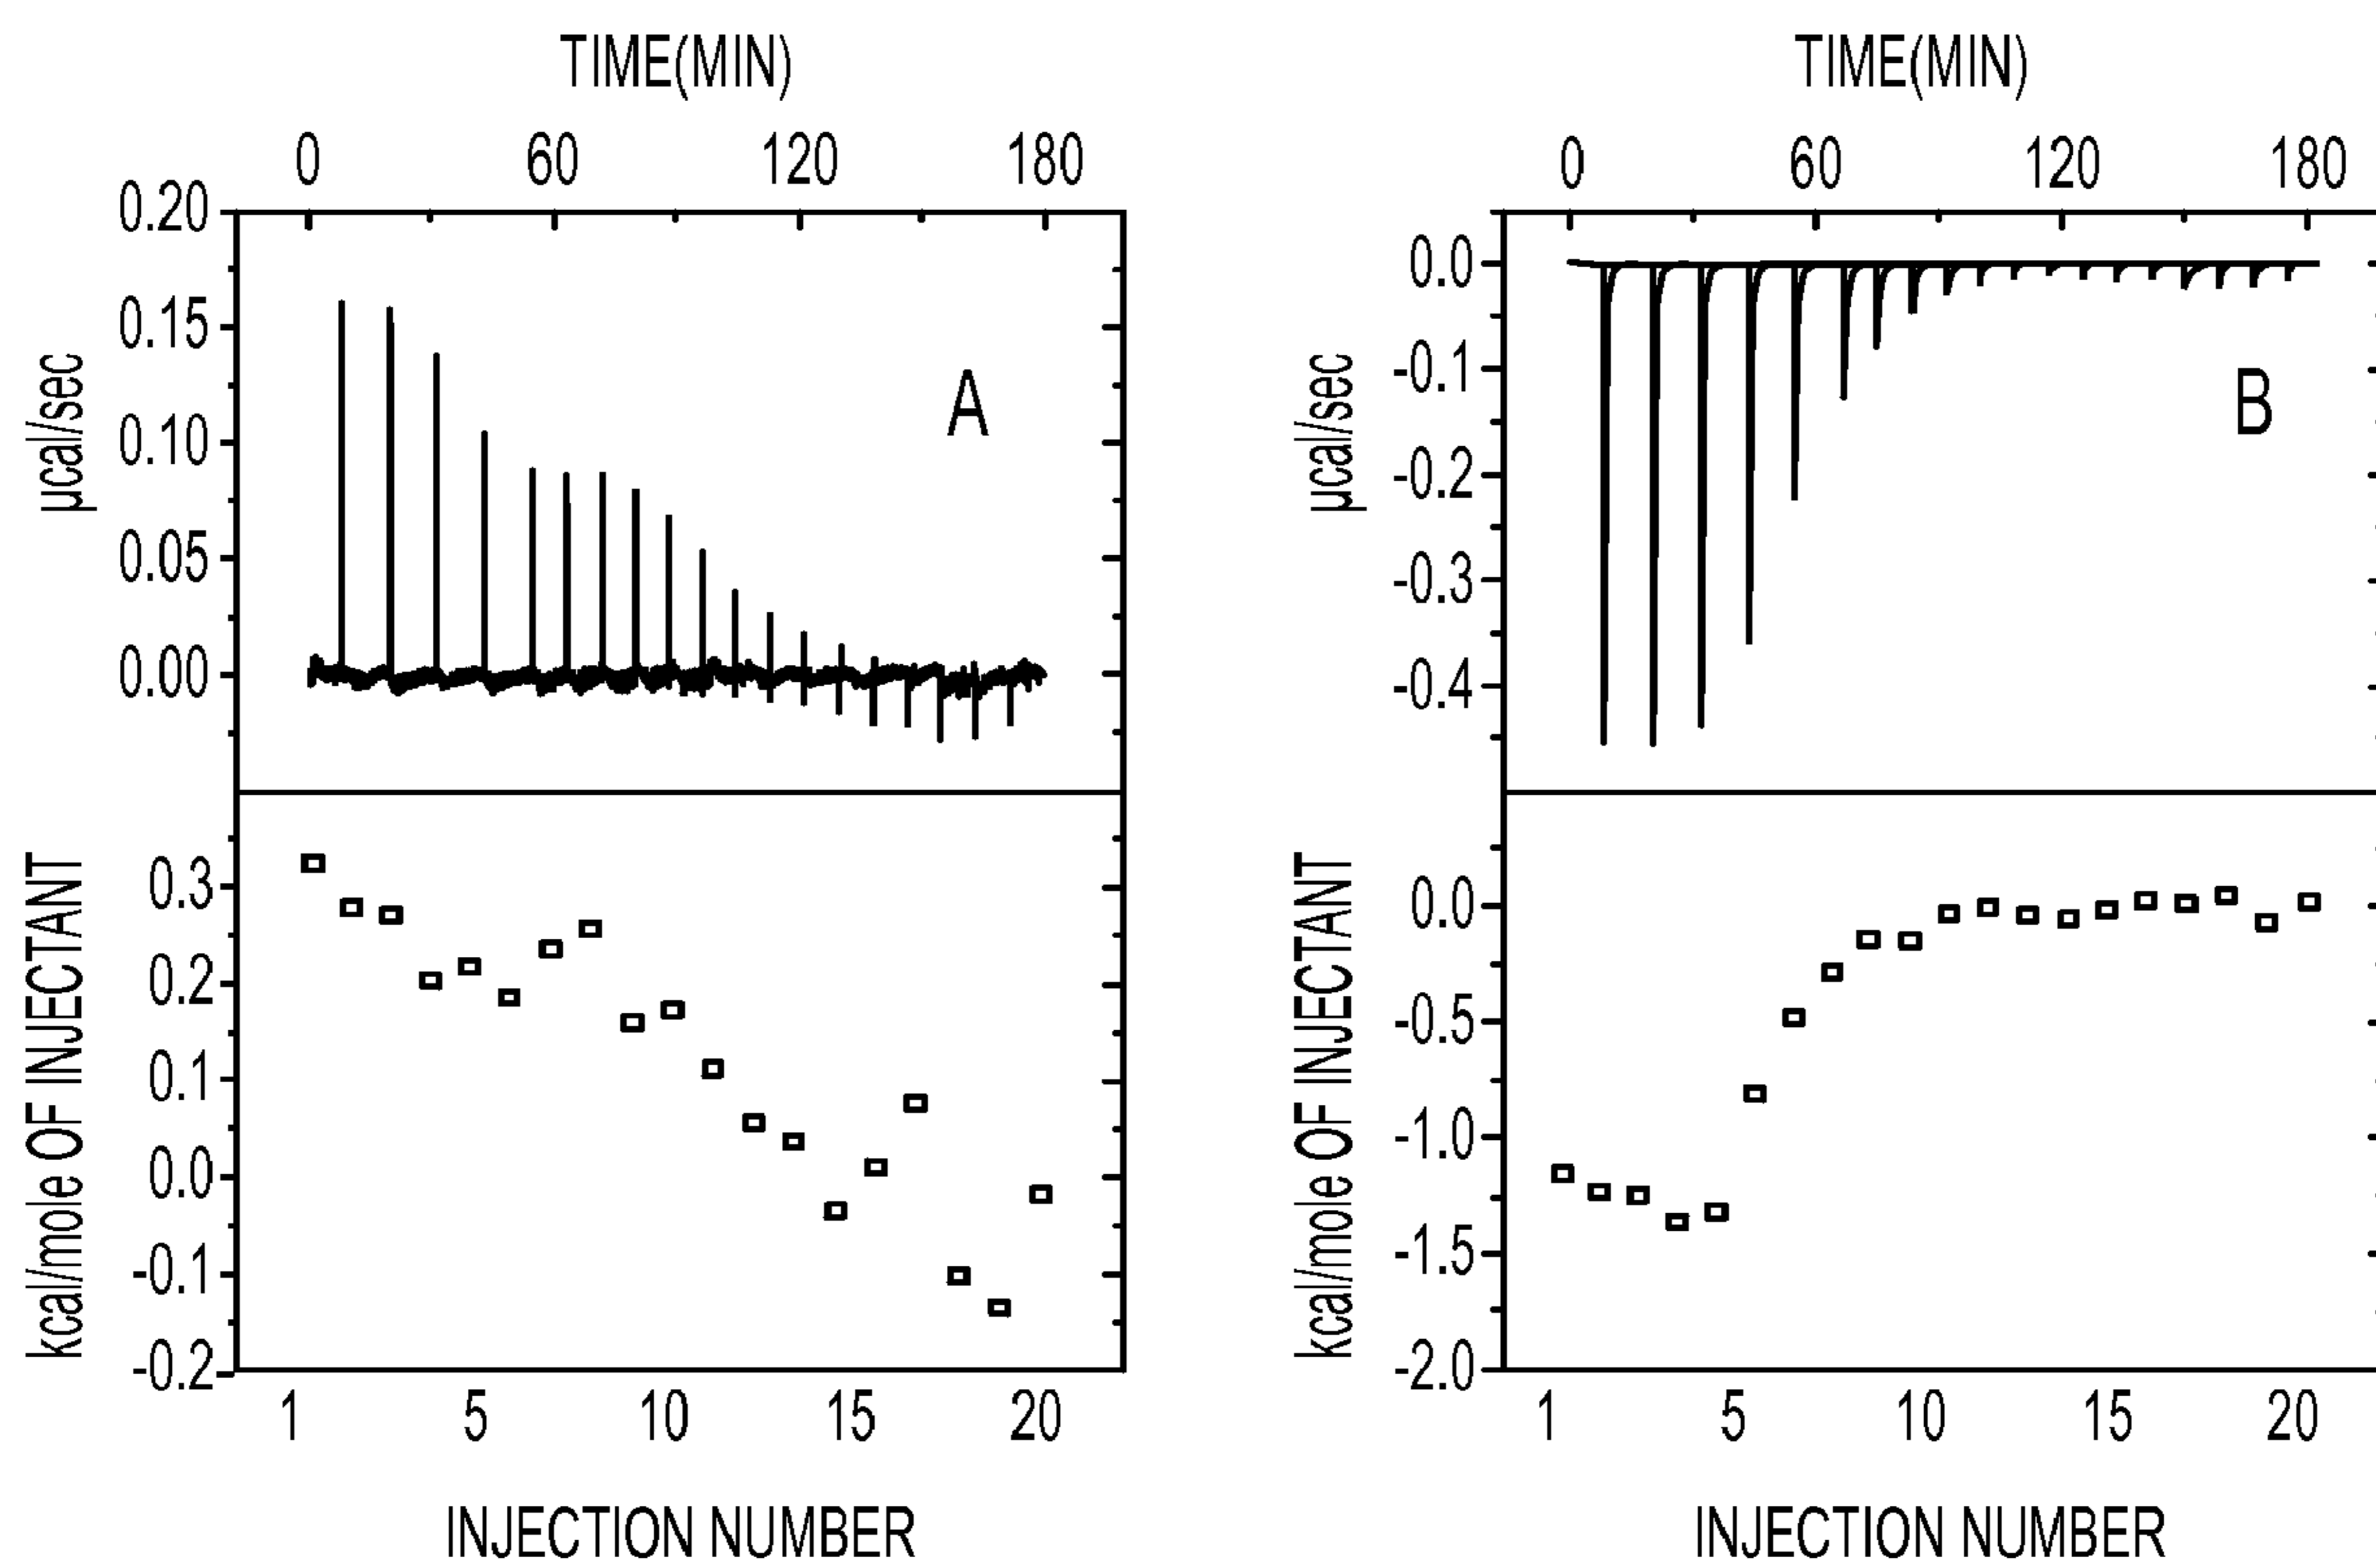 TIME(MIN)
0 60 120 180
0.20
0.15
0.10
0.05
0.00
µcal/sec
A
0.3
0.2
0.1
0.0
-0.1
-0.2
kcal/mole OF INJECTANT
1 5 10 15 20
INJECTION NUMBER
TIME(MIN)
0 60 120 180
0.0
-0.1
-0.2
-0.3
-0.4
µcal/sec
B
0.0
-0.5
-1.0
-1.5
-2.0
kcal/mole OF INJECTANT
1 5 10 15 20
INJECTION NUMBER